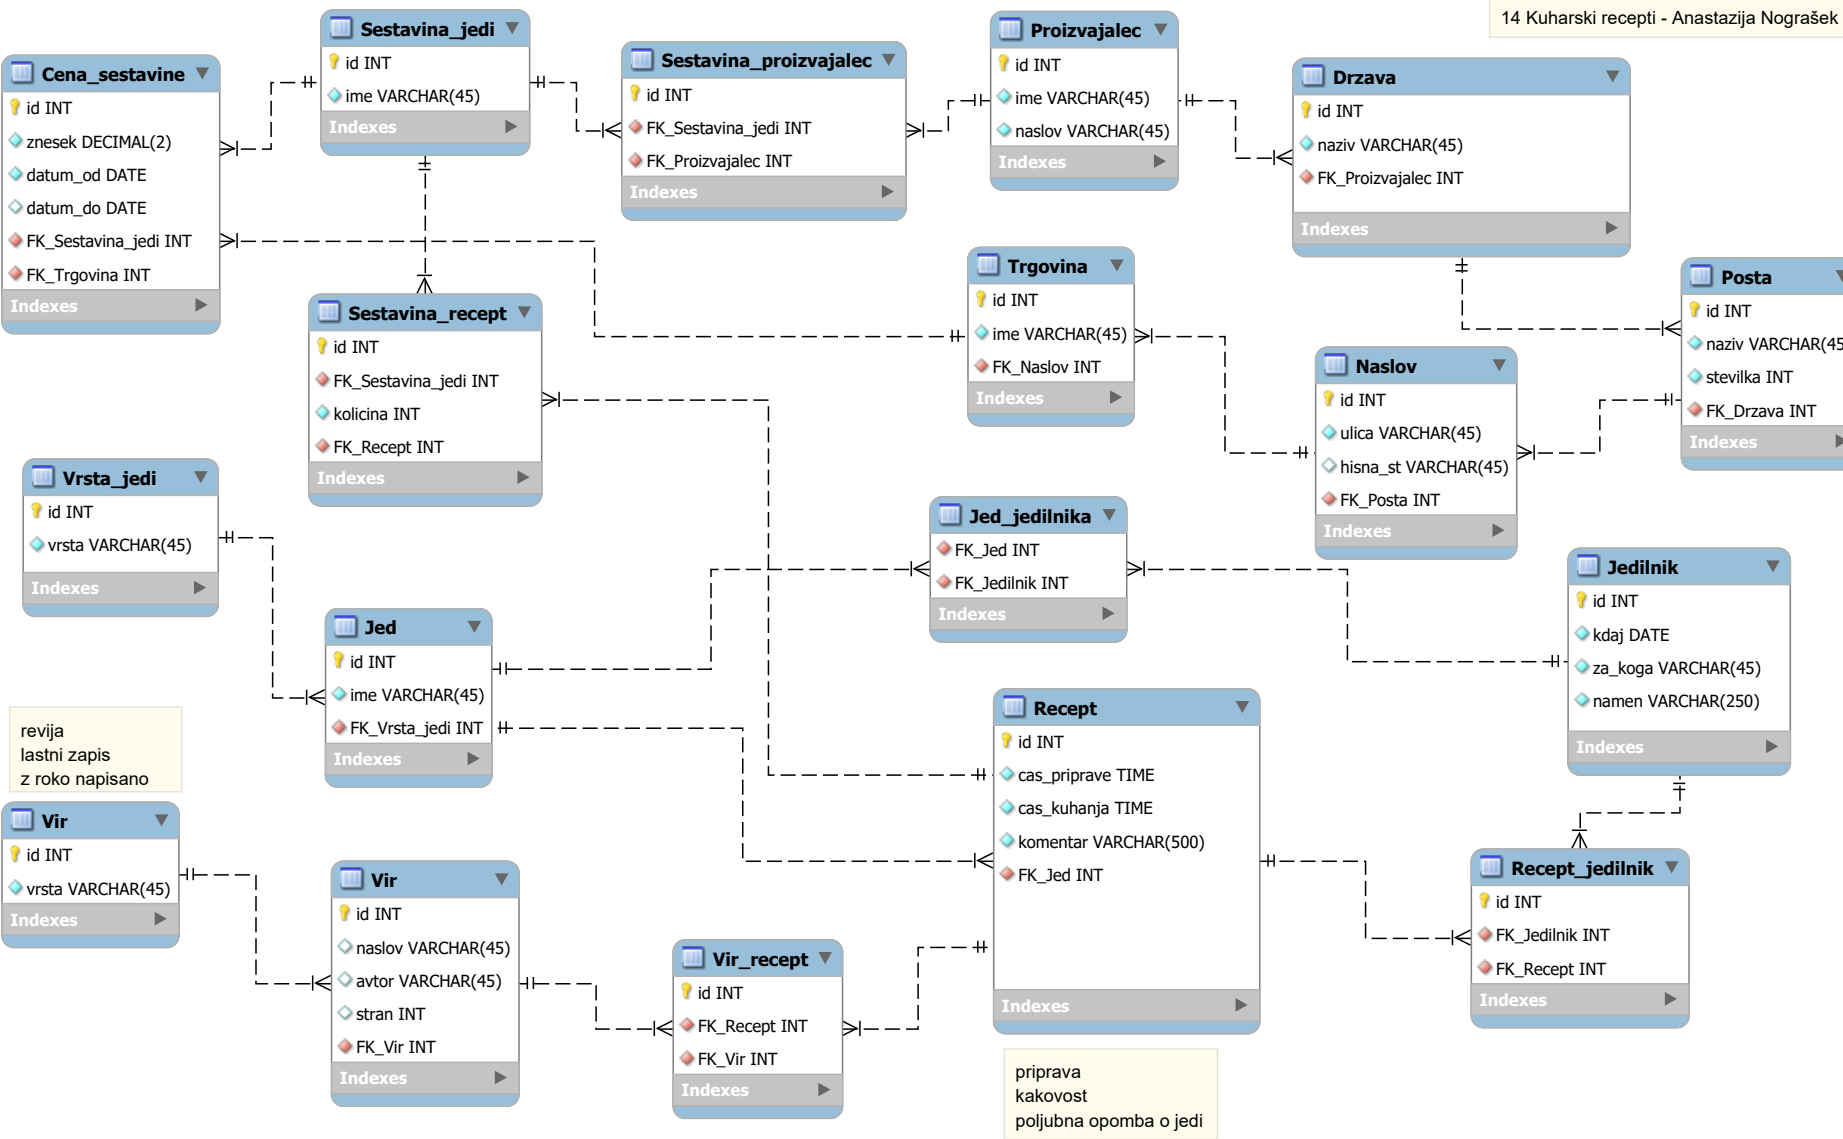 14 Kuharski recepti - Anastazija Nograšek
Sestavina_jedi
id INT
ime VARCHAR(45)
Indexes
Cena_sestavine
id INT
znesek DECIMAL(2)
datum_od DATE
datum_do DATE
FK_Sestavina_jedi INT
FK_Trgovina INT
Indexes
Sestavina_proizvajalec
id INT
FK_Sestavina_jedi INT
FK_Proizvajalec INT
Indexes
Proizvajalec
id INT
ime VARCHAR(45)
naslov VARCHAR(45)
Indexes
Drzava
id INT
naziv VARCHAR(45)
FK_Proizvajalec INT
Indexes
Sestavina_recept
id INT
FK_Sestavina_jedi INT
kolicina INT
FK_Recept INT
Indexes
Trgovina
id INT
ime VARCHAR(45)
FK_Naslov INT
Indexes
Posta
id INT
naziv VARCHAR(45
stevilka INT
FK_Drzava INT
Indexes
Naslov
id INT
ulica VARCHAR(45)
hisna_st VARCHAR(45)
FK_Posta INT
Indexes
Vrsta_jedi
id INT
vrsta VARCHAR(45)
Indexes
Jed_jedilnika
FK_Jed INT
FK_Jedilnik INT
Indexes
Jedilnik
id INT
kdaj DATE
za_koga VARCHAR(45)
namen VARCHAR(250)
Indexes
Jed
id INT
ime VARCHAR(45)
FK_Vrsta_jedi INT
Indexes
revija
lastni zapis
z roko napisano
Recept
id INT
cas_priprave TIME
cas_kuhanja TIME
komentar VARCHAR(500)
FK_Jed INT
Indexes
Vir
id INT
vrsta VARCHAR(45)
Indexes
Vir
id INT
naslov VARCHAR(45)
avtor VARCHAR(45)
stran INT
FK_Vir INT
Indexes
Vir_recept
id INT
FK_Recept INT
FK_Vir INT
Indexes
Recept_jedilnik
id INT
FK_Jedilnik INT
FK_Recept INT
Indexes
priprava
kakovost
poljubna opomba o jedi